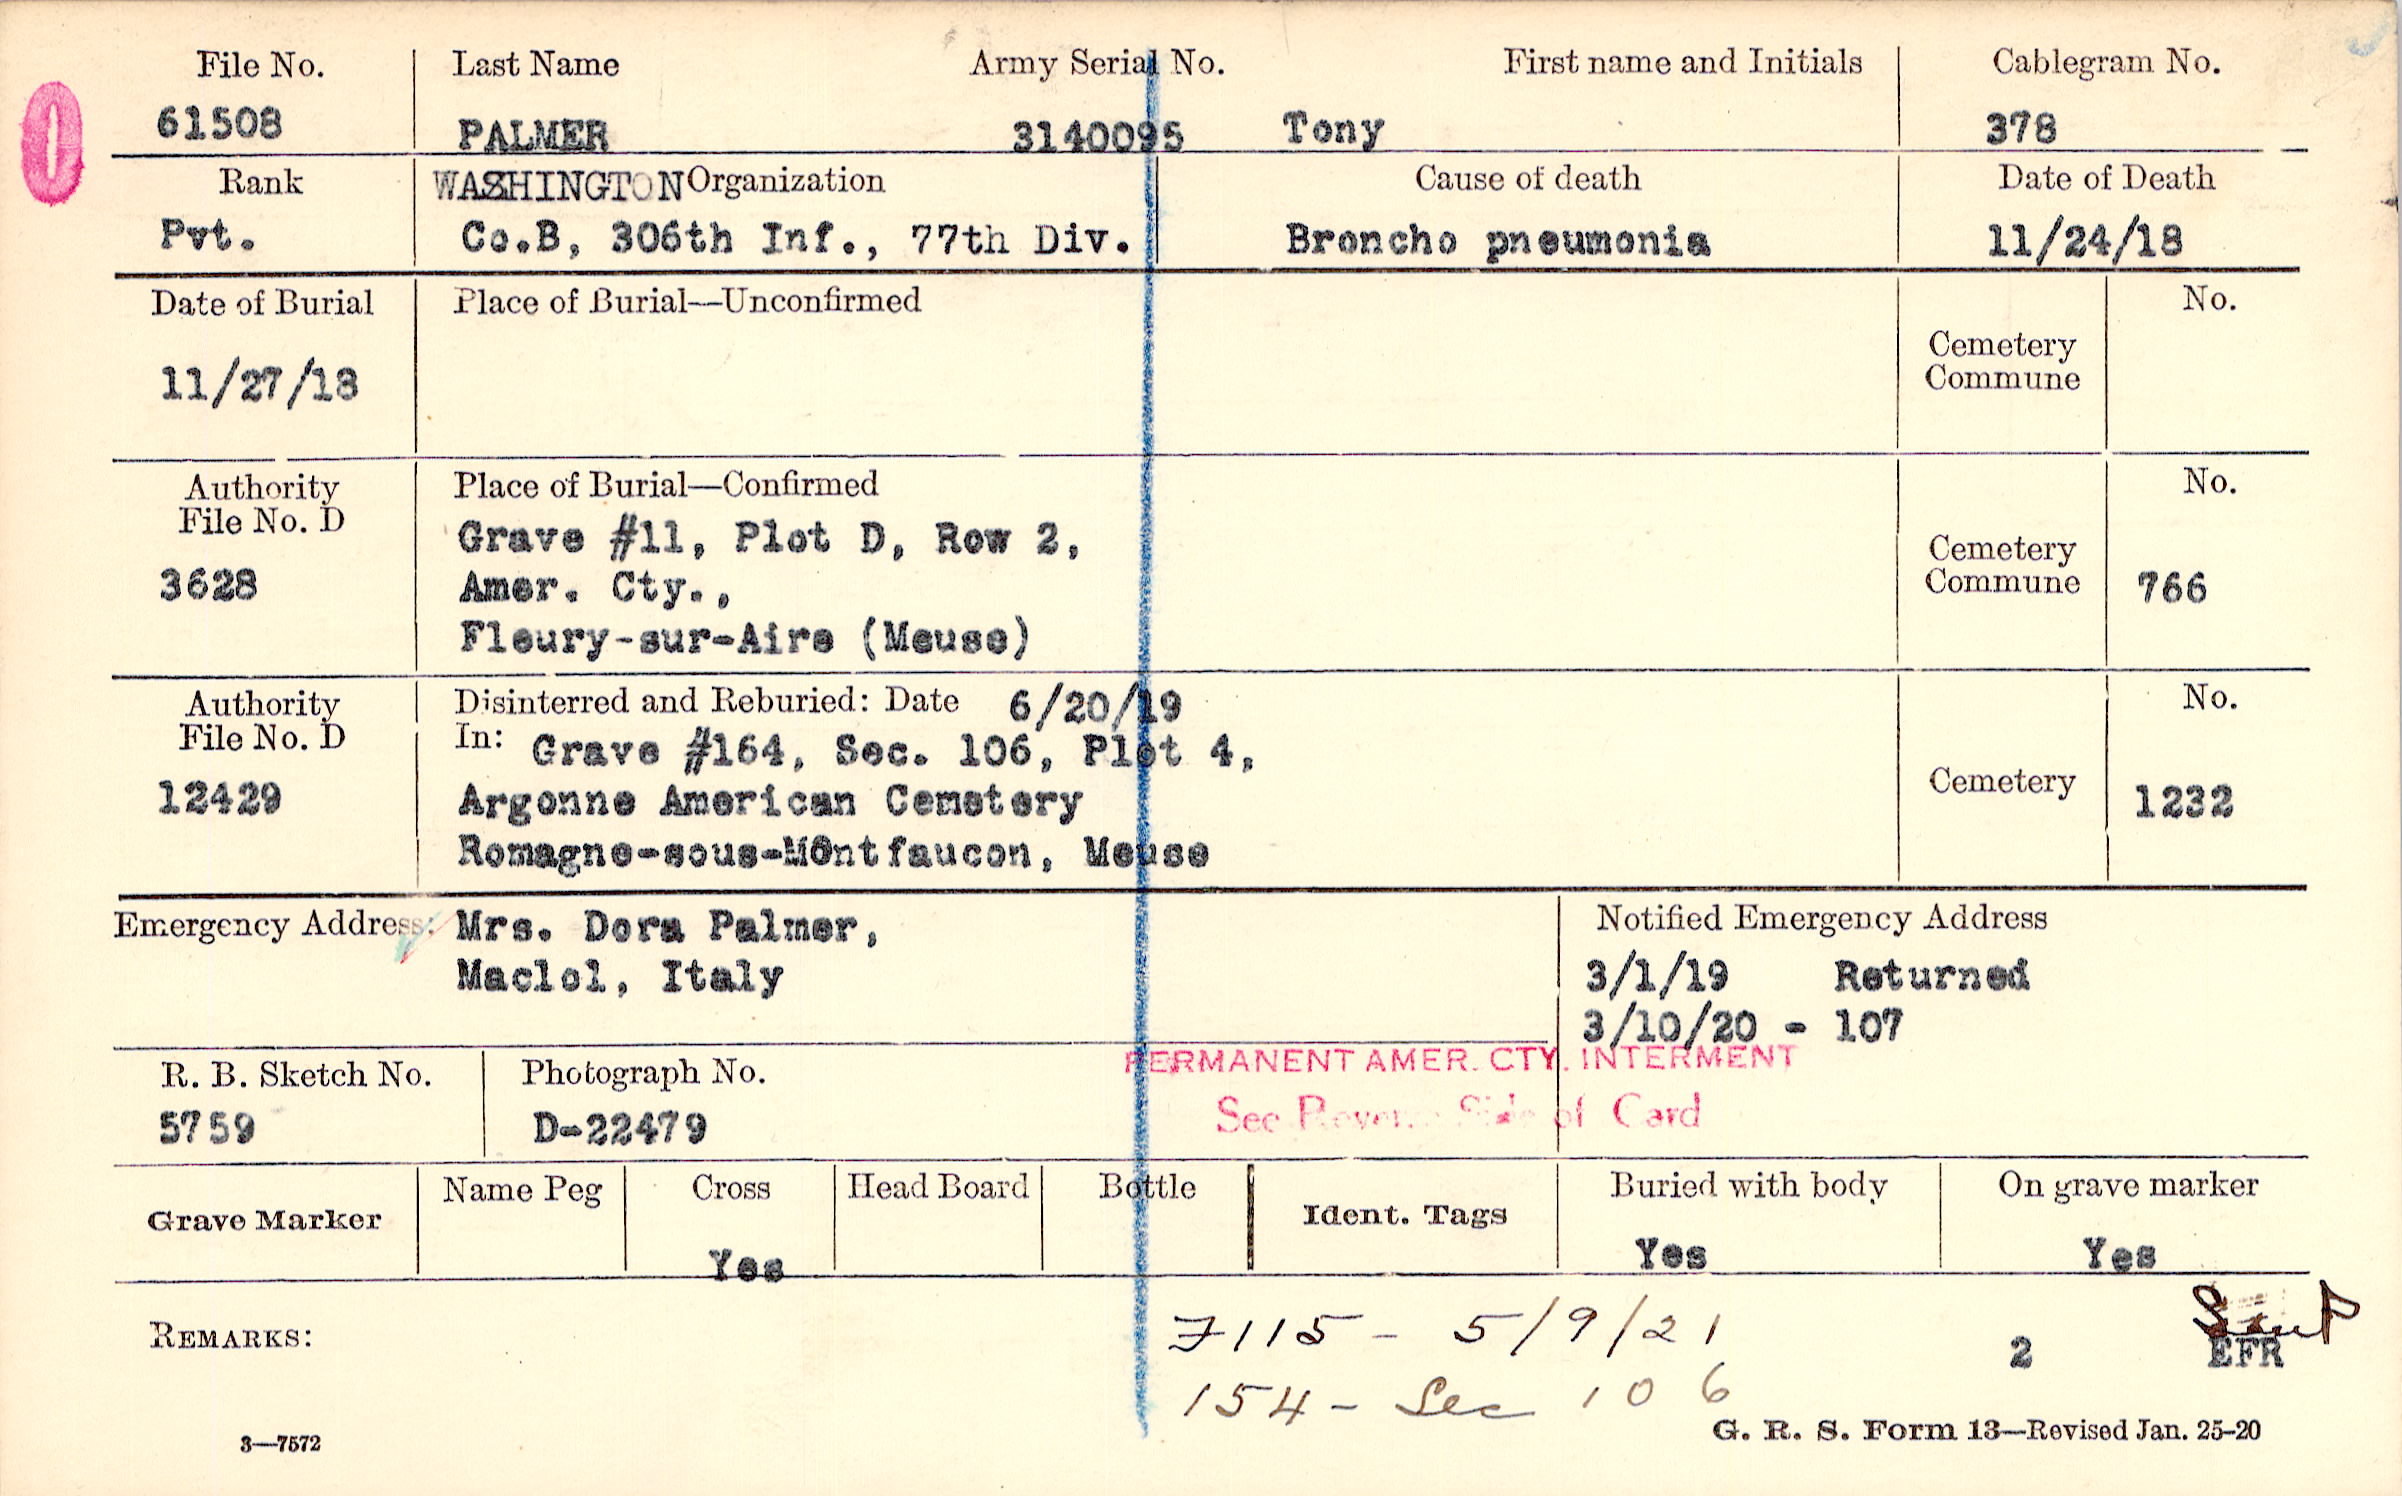 File No. Last Name Army Serial No. First name and Initials Cablegram No.
0
61508 PALMER 3140095 Tony 378
Rank WASHINGTON Organization Cause of death Date of Death
Pvt. Co.B, 306th Inf., 77th Div. Broncho pneumonia 11/24/18
Date of Burial Place of Burial—Unconfirmed No.
Cemetery
Commune
11/27/18
Authority Place of Burial—Confirmed No.
File No. D
Grave #11, Plot D, Row 2,
Cemetery
3628 Amer. Cty., Commune 766
Fleury-sur-Aire (Meuse)
Authority Disinterred and Reburied: Date 6/20/19 No.
File No. D In: Grave #164, Sec. 106, Plot 4,
12429 Argonne American Cemetery Cemetery 1232
Romagne-sous-MOntfaucon, Meuse
Emergency Address: Mrs. Dora Palmer, Notified Emergency Address
Maclol, Italy 3/1/19 Returned
3/10/20 - 107
PERMANENT AMER. CTY. INTERMENT
R. B. Sketch No. Photograph No.
See Reverse Side of Card
5759 D-22479
Grave Marker Name Peg Cross Head Board Bottle Ident. Tags Buried with body On grave marker
Yes Yes Yes
REMARKS: 7115 - 5/9/21
2 EFR
154 - Sec 106
3—7572 G. R. S. Form 13—Revised Jan. 25-20